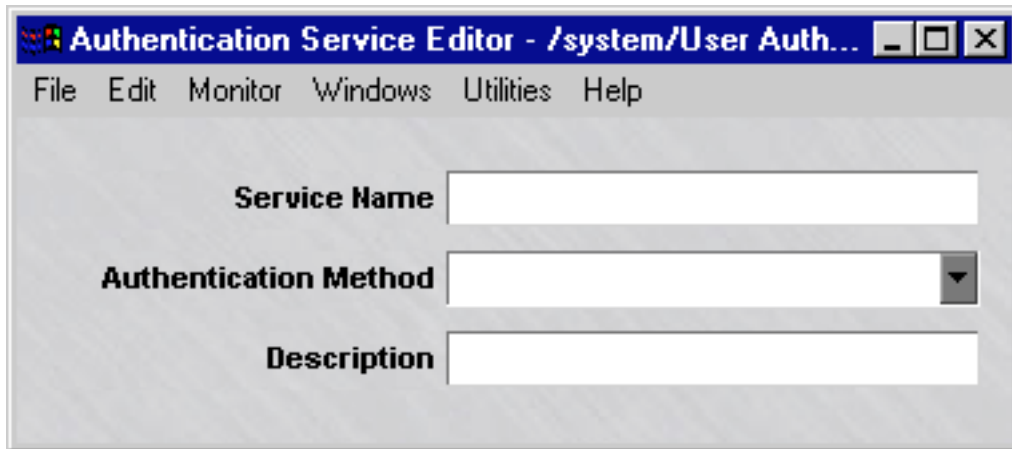 Authentication Service Editor - /system/User Auth...
File Edit Monitor Windows Utilities Help
Service Name
Authentication Method
Description